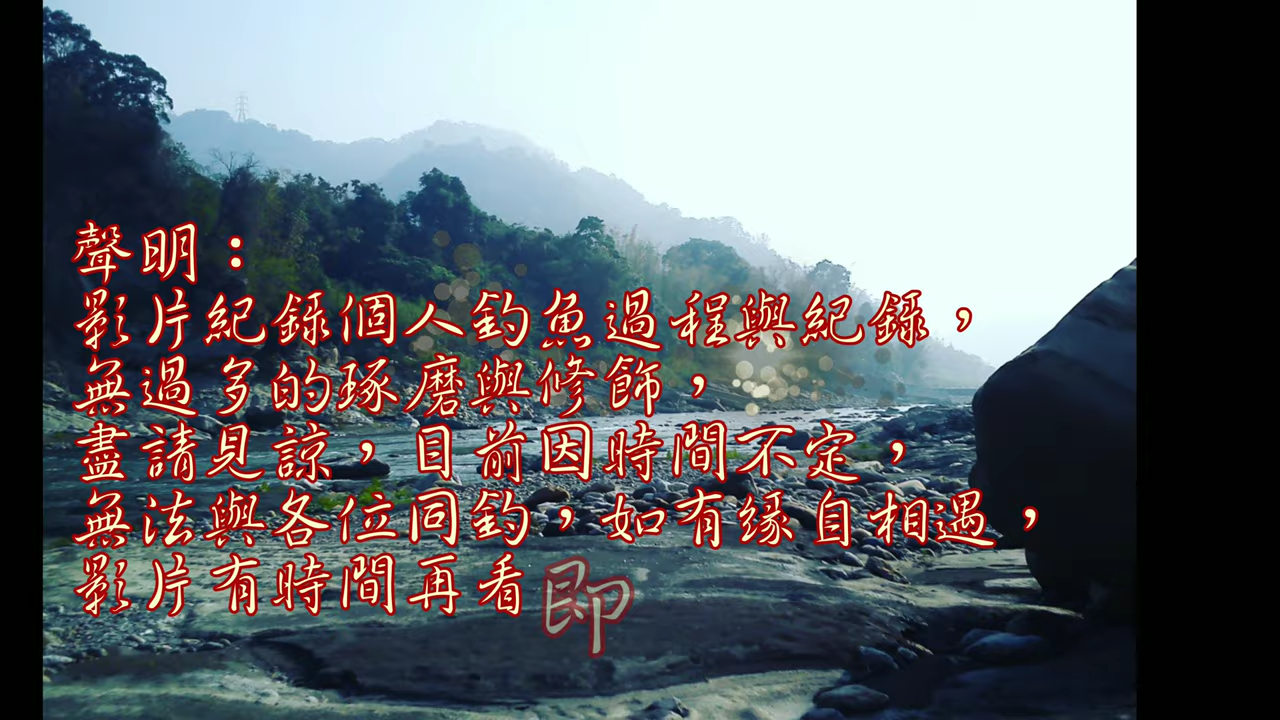 聲明：
影片紀錄個人釣魚過程與紀錄，
無過多的琢磨與修飾，
盡請見諒，目前因時間不定，
無法與各位同釣，如有緣自相遇，
影片有時間再看即